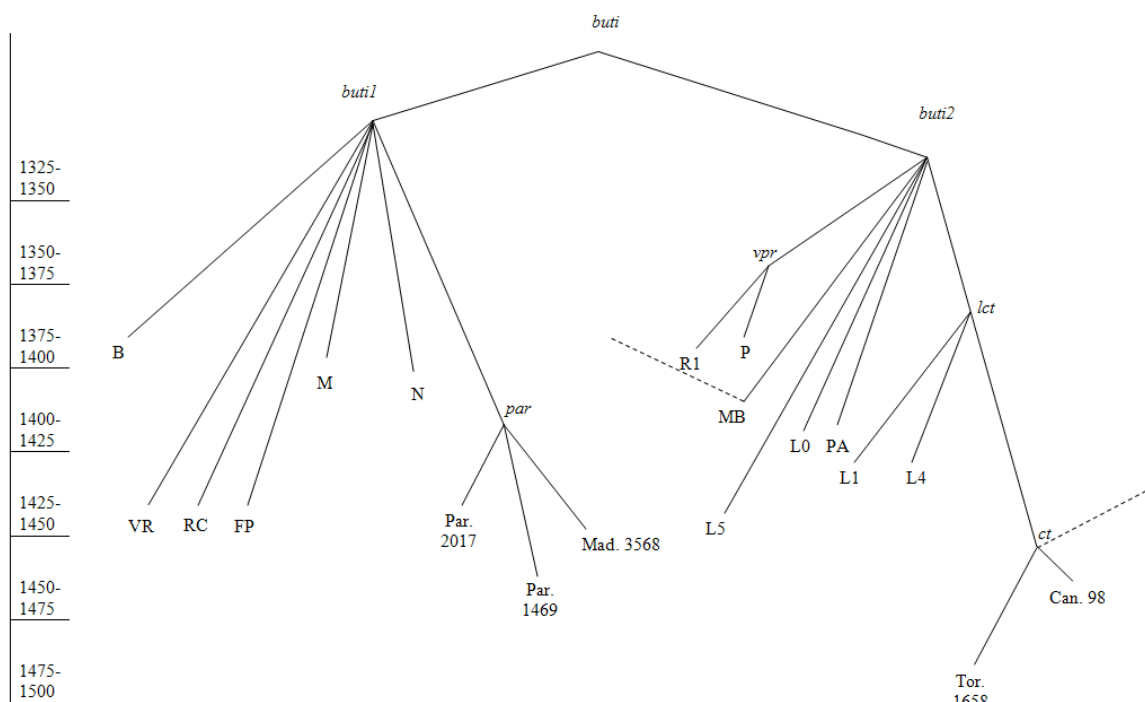 buti
buti1
buti2
1325-
1350
1350-
1375
vpr
lct
1375-
1400
B
M
N
R1
P
MB
1400-
1425
par
L0
PA
L1
L4
1425-
1450
VR
RC
FP
Par.
2017
Mad. 3568
L5
ct
1450-
1475
Par.
1469
Can. 98
1475-
1500
Tor.
1658